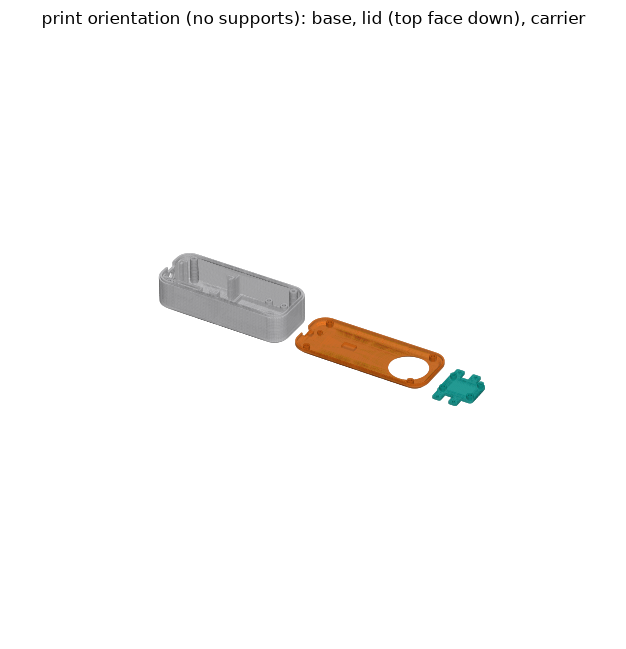 print orientation (no supports): base, lid (top face down), carrier